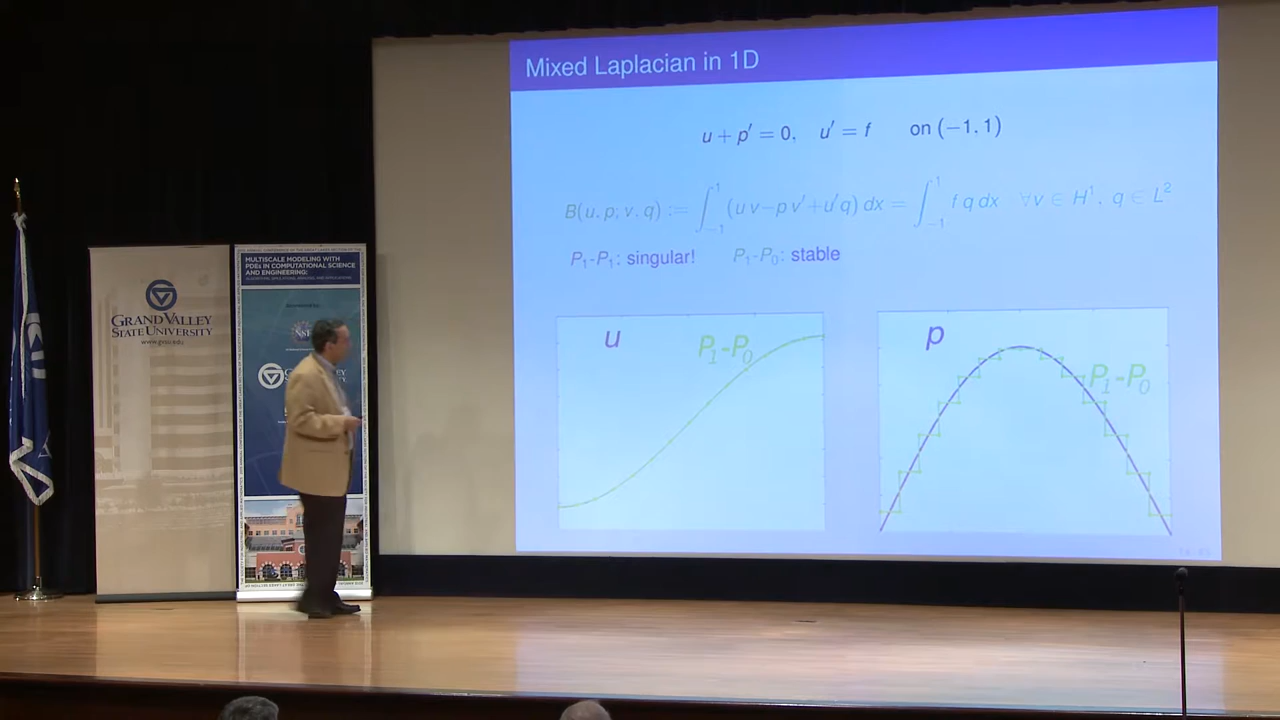 Mixed Laplacian in 1D
u + p′ = 0, u′ = f on (−1, 1)
B(u, p; v, q) := ∫₋₁¹ (u v − p v′ + u′q) dx = ∫₋₁¹ f q dx ∀v ∈ H¹, q ∈ L²
P₁-P₁: singular! P₁-P₀: stable
u
P₁-P₀
p
P₁-P₀
GRAND VALLEY
STATE UNIVERSITY
www.gvsu.edu
MULTISCALE MODELING WITH
PDEs IN COMPUTATIONAL SCIENCE
AND ENGINEERING:
NSF